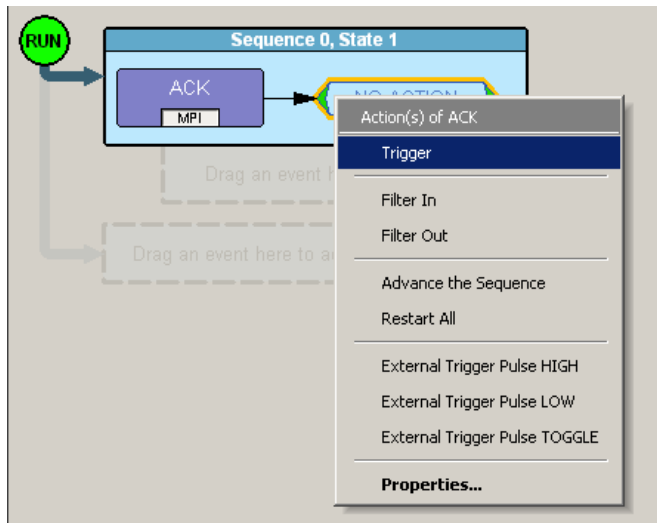 RUN
Sequence 0, State 1
ACK
MPI
NO ACTION
Action(s) of ACK
Trigger
Filter In
Filter Out
Advance the Sequence
Restart All
External Trigger Pulse HIGH
External Trigger Pulse LOW
External Trigger Pulse TOGGLE
Properties...
Drag an event
Drag an event here to